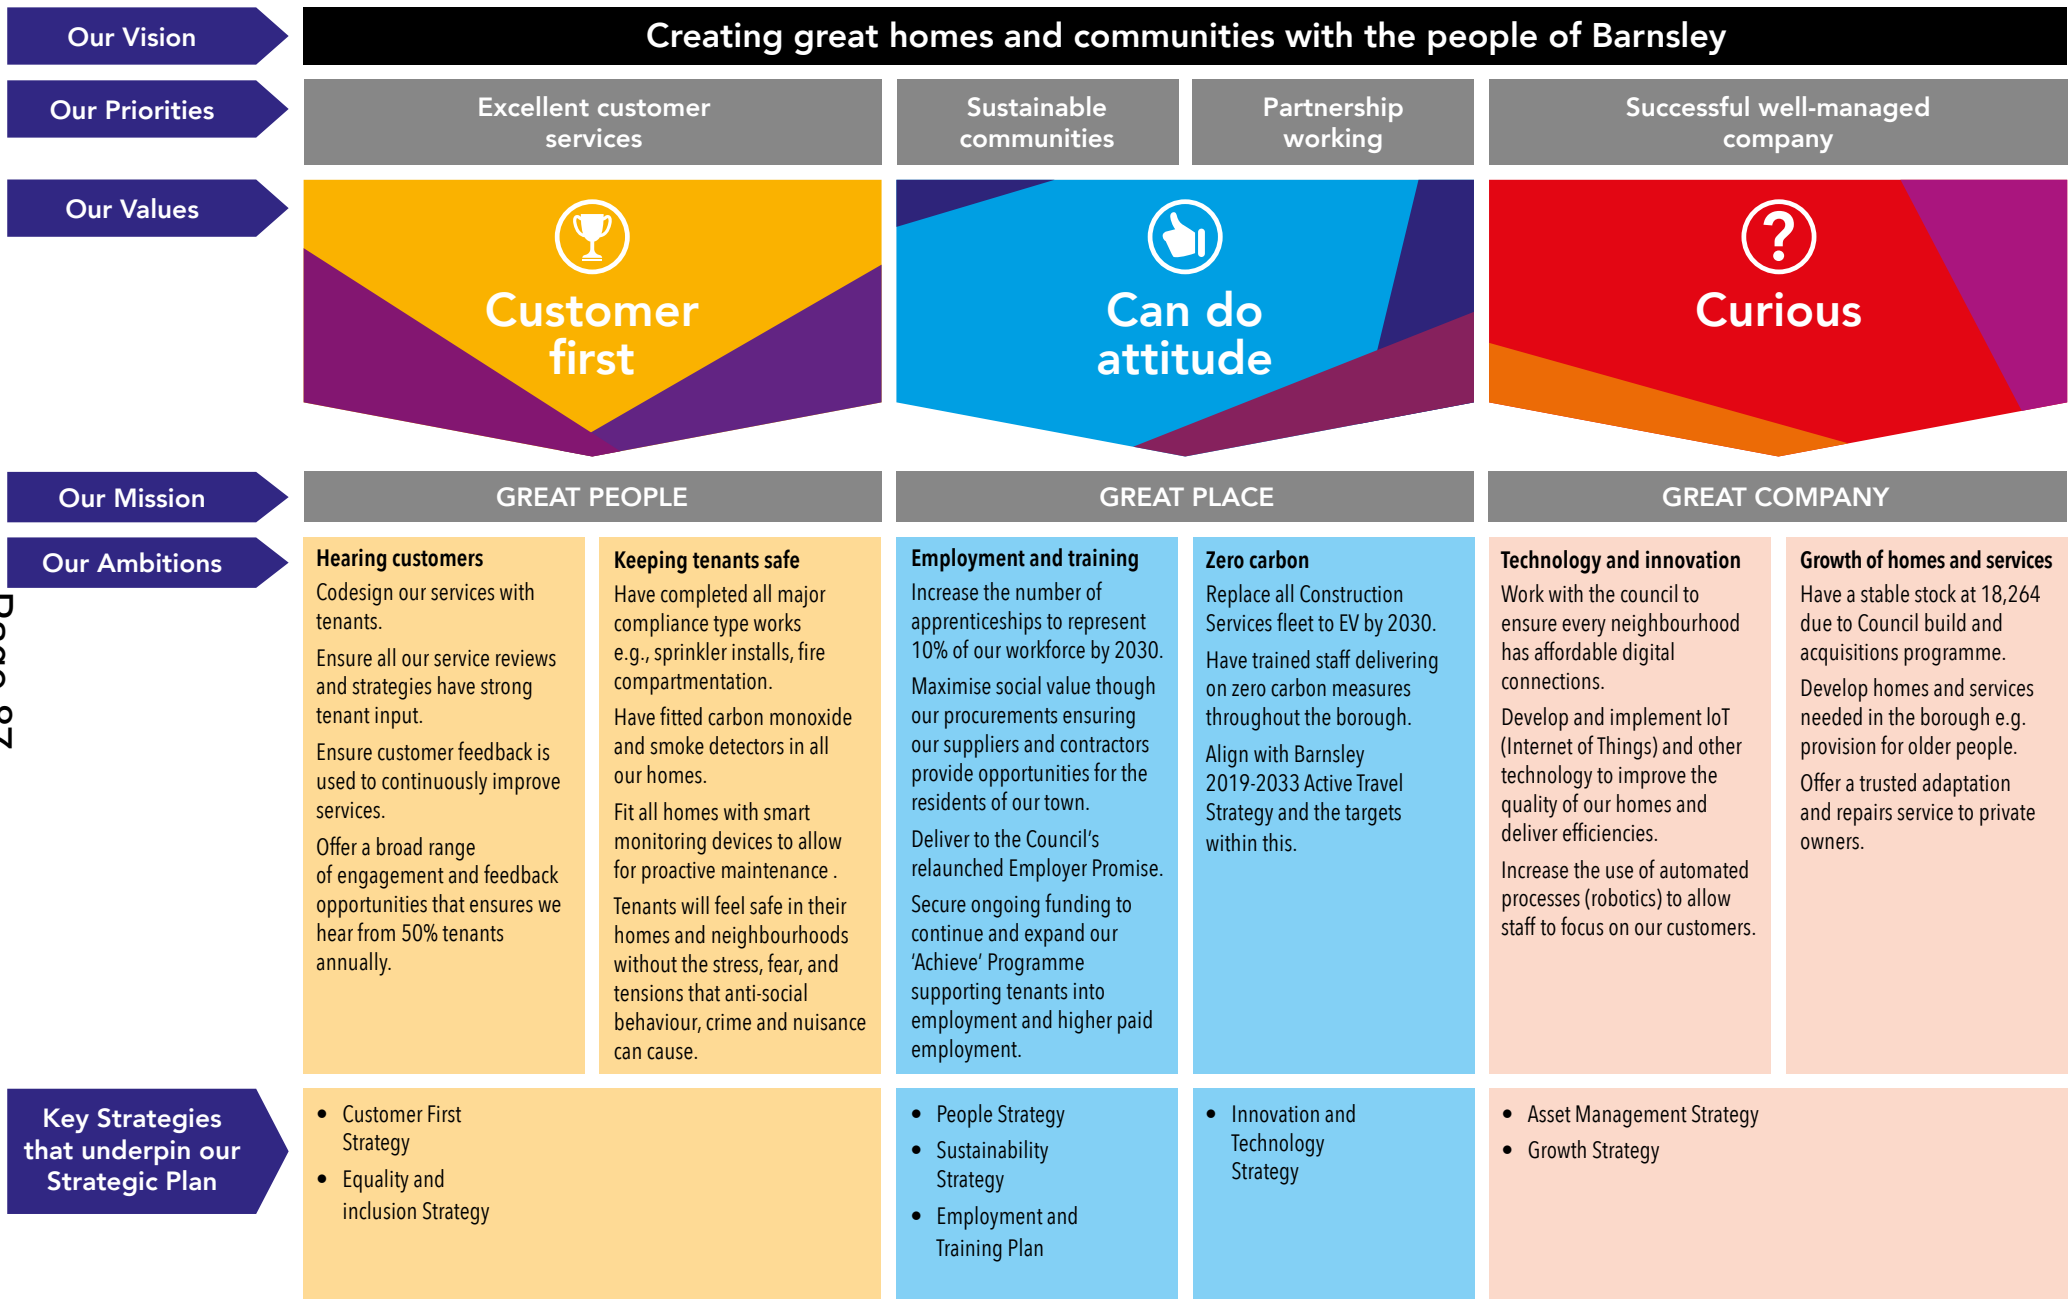 Our Vision
Creating great homes and communities with the people of Barnsley
Our Priorities
Excellent customer
services
Sustainable
communities
Partnership
working
Successful well-managed
company
Our Values
Customer
first
Can do
attitude
?
Curious
Our Mission
GREAT PEOPLE
GREAT PLACE
GREAT COMPANY
Our Ambitions
Hearing customers
Codesign our services with
tenants.
Ensure all our service reviews
and strategies have strong
tenant input.
Ensure customer feedback is
used to continuously improve
services.
Offer a broad range
of engagement and feedback
opportunities that ensures we
hear from 50% tenants
annually.
Keeping tenants safe
Have completed all major
compliance type works
e.g., sprinkler installs, fire
compartmentation.
Have fitted carbon monoxide
and smoke detectors in all
our homes.
Fit all homes with smart
monitoring devices to allow
for proactive maintenance .
Tenants will feel safe in their
homes and neighbourhoods
without the stress, fear, and
tensions that anti-social
behaviour, crime and nuisance
can cause.
Employment and training
Increase the number of
apprenticeships to represent
10% of our workforce by 2030.
Maximise social value though
our procurements ensuring
our suppliers and contractors
provide opportunities for the
residents of our town.
Deliver to the Council's
relaunched Employer Promise.
Secure ongoing funding to
continue and expand our
'Achieve' Programme
supporting tenants into
employment and higher paid
employment.
Zero carbon
Replace all Construction
Services fleet to EV by 2030.
Have trained staff delivering
on zero carbon measures
throughout the borough.
Align with Barnsley
2019-2033 Active Travel
Strategy and the targets
within this.
Technology and innovation
Work with the council to
ensure every neighbourhood
has affordable digital
connections.
Develop and implement IoT
(Internet of Things) and other
technology to improve the
quality of our homes and
deliver efficiencies.
Increase the use of automated
processes (robotics) to allow
staff to focus on our customers.
Growth of homes and services
Have a stable stock at 18,264
due to Council build and
acquisitions programme.
Develop homes and services
needed in the borough e.g.
provision for older people.
Offer a trusted adaptation
and repairs service to private
owners.
Key Strategies
that underpin our
Strategic Plan
• Customer First
Strategy
• Equality and
inclusion Strategy
• People Strategy
• Sustainability
Strategy
• Employment and
Training Plan
• Innovation and
Technology
Strategy
• Asset Management Strategy
• Growth Strategy